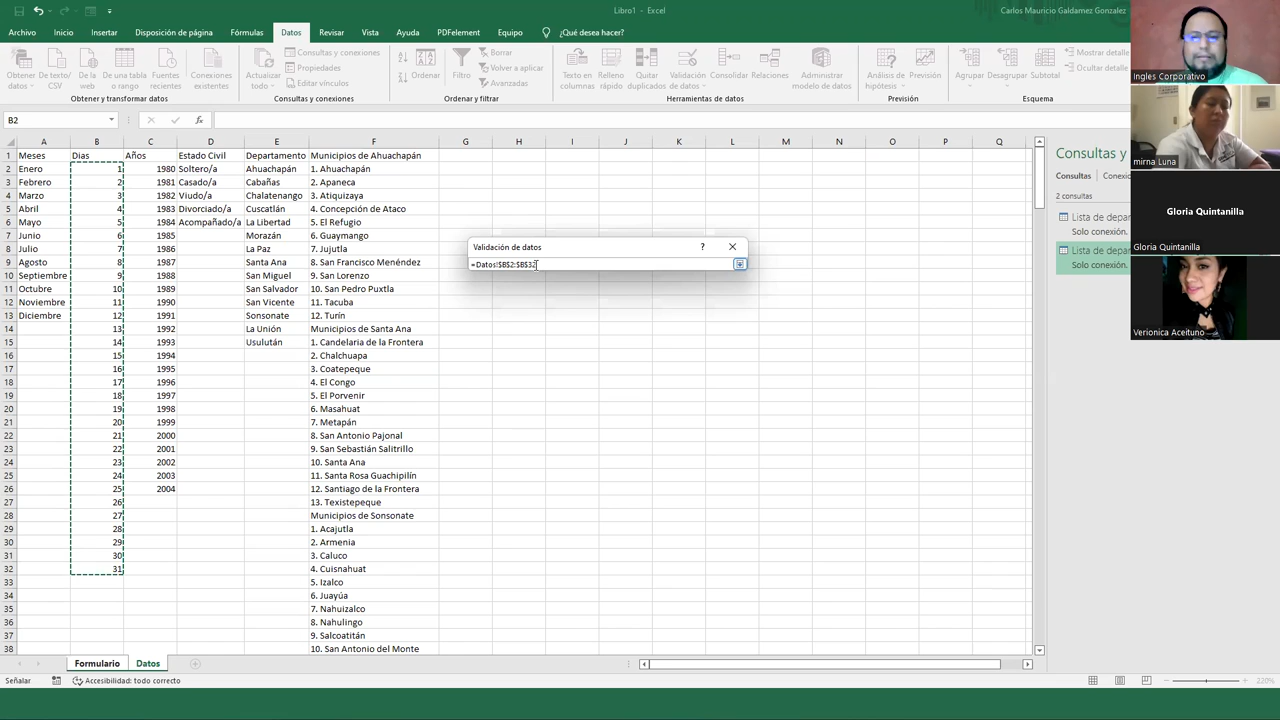 Libro1 - Excel
Carlos Mauricio Galdamez Gonzalez
Archivo Inicio Insertar Disposición de página Fórmulas Datos Revisar Vista Ayuda PDFelement Equipo ¿Qué desea hacer?
Obtener datos
De texto/CSV
De la web
De una tabla o rango
Fuentes recientes
Conexiones existentes
Obtener y transformar datos
Actualizar todo
Consultas y conexiones
Propiedades
Editar vínculos
Consultas y conexiones
Ordenar
Filtro
Borrar
Volver a aplicar
Avanzadas
Ordenar y filtrar
Texto en columnas
Relleno rápido
Quitar duplicados
Validación de datos
Consolidar
Relaciones
Administrar modelo de datos
Herramientas de datos
Análisis de hipótesis
Previsión
Previsión
Agrupar
Desagrupar
Subtotal
Mostrar detalle
Ocultar detalle
Esquema
B2
A B C D E F G H I J K L M N O P Q
1 Meses Dias Años Estado Civil Departamento Municipios de Ahuachapán
2 Enero 1 1980 Soltero/a Ahuachapán 1. Ahuachapán
3 Febrero 2 1981 Casado/a Cabañas 2. Apaneca
4 Marzo 3 1982 Viudo/a Chalatenango 3. Atiquizaya
5 Abril 4 1983 Divorciado/a Cuscatlán 4. Concepción de Ataco
6 Mayo 5 1984 Acompañado/a La Libertad 5. El Refugio
7 Junio 6 1985 Morazán 6. Guaymango
8 Julio 7 1986 La Paz 7. Jujutla
9 Agosto 8 1987 Santa Ana 8. San Francisco Menéndez
10 Septiembre 9 1988 San Miguel 9. San Lorenzo
11 Octubre 10 1989 San Salvador 10. San Pedro Puxtla
12 Noviembre 11 1990 San Vicente 11. Tacuba
13 Diciembre 12 1991 Sonsonate 12. Turín
14 13 1992 La Unión Municipios de Santa Ana
15 14 1993 Usulután 1. Candelaria de la Frontera
16 15 1994 2. Chalchuapa
17 16 1995 3. Coatepeque
18 17 1996 4. El Congo
19 18 1997 5. El Porvenir
20 19 1998 6. Masahuat
21 20 1999 7. Metapán
22 21 2000 8. San Antonio Pajonal
23 22 2001 9. San Sebastián Salitrillo
24 23 2002 10. Santa Ana
25 24 2003 11. Santa Rosa Guachipilín
26 25 2004 12. Santiago de la Frontera
27 26 13. Texistepeque
28 27 Municipios de Sonsonate
29 28 1. Acajutla
30 29 2. Armenia
31 30 3. Caluco
32 31 4. Cuisnahuat
33 5. Izalco
34 6. Juayúa
35 7. Nahuizalco
36 8. Nahulingo
37 9. Salcoatitán
38 10. San Antonio del Monte
Validación de datos ?
=Datos!$B$2:$B$32
Consultas y
Consultas Conexio
2 consultas
Lista de depar
Solo conexión.
Lista de depar
Solo conexión.
Ingles Corporativo
mirna Luna
Gloria Quintanilla
Gloria Quintanilla
Veronica Aceituno
Formulario Datos
Señalar Accesibilidad: todo correcto 220%